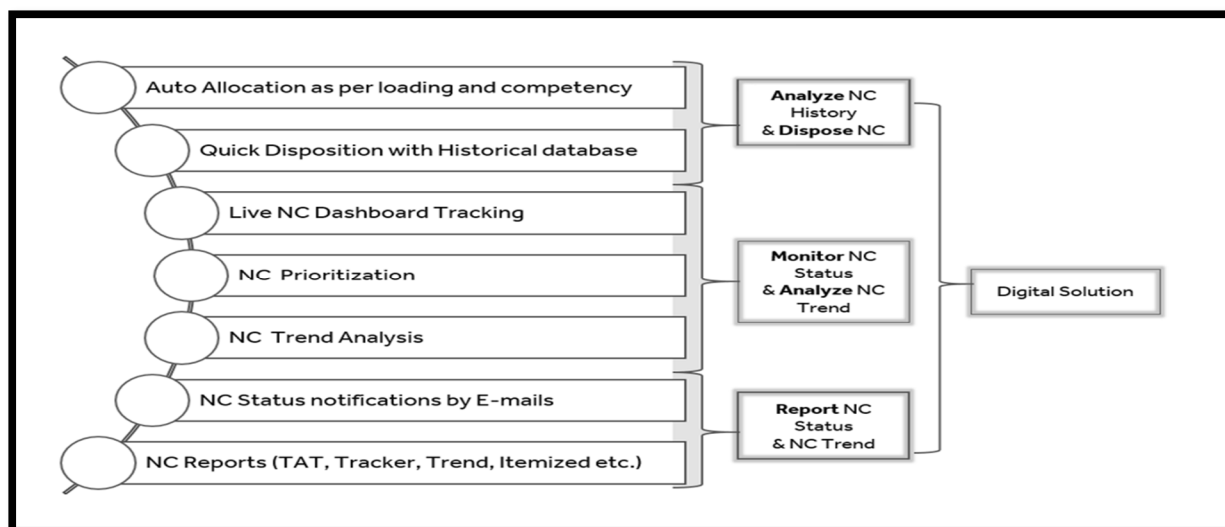 Auto Allocation as per loading and competency
Quick Disposition with Historical database
Live NC Dashboard Tracking
NC Prioritization
NC Trend Analysis
NC Status notifications by E-mails
NC Reports (TAT, Tracker, Trend, Itemized etc.)
Analyze NC
History
& Dispose NC
Monitor NC
Status
& Analyze NC
Trend
Report NC
Status
& NC Trend
Digital Solution